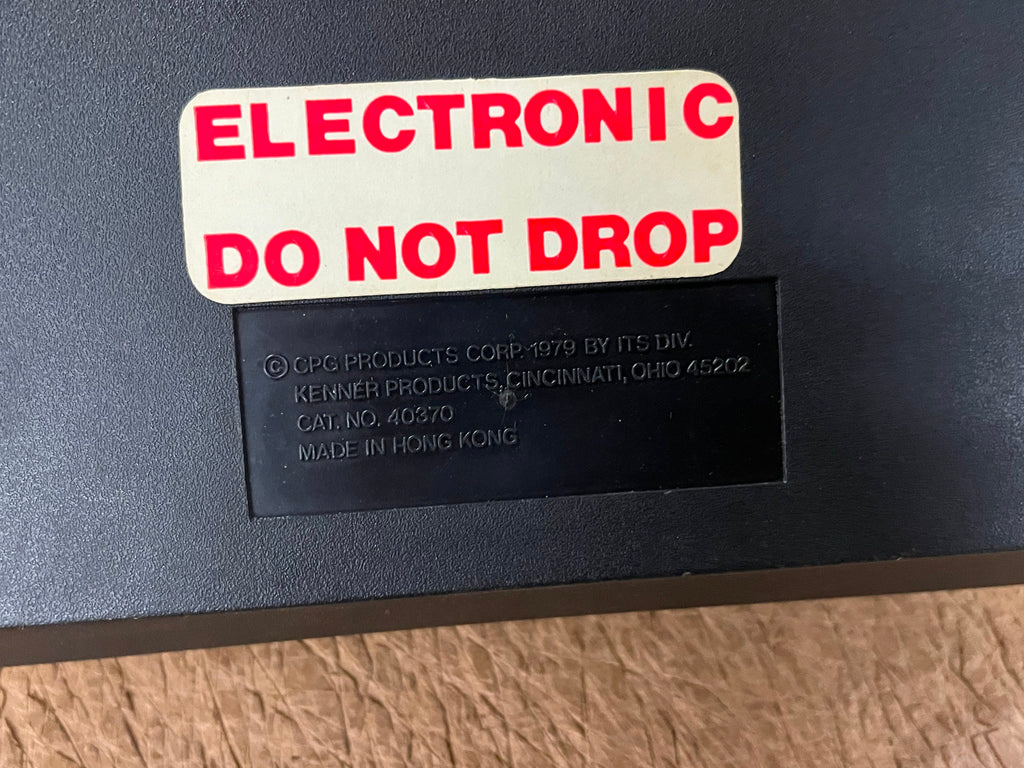 ELECTRONIC
DO NOT DROP
© CPG PRODUCTS CORP. 1979 BY ITS DIV.
KENNER PRODUCTS, CINCINNATI, OHIO 45202
CAT. NO. 40370
MADE IN HONG KONG